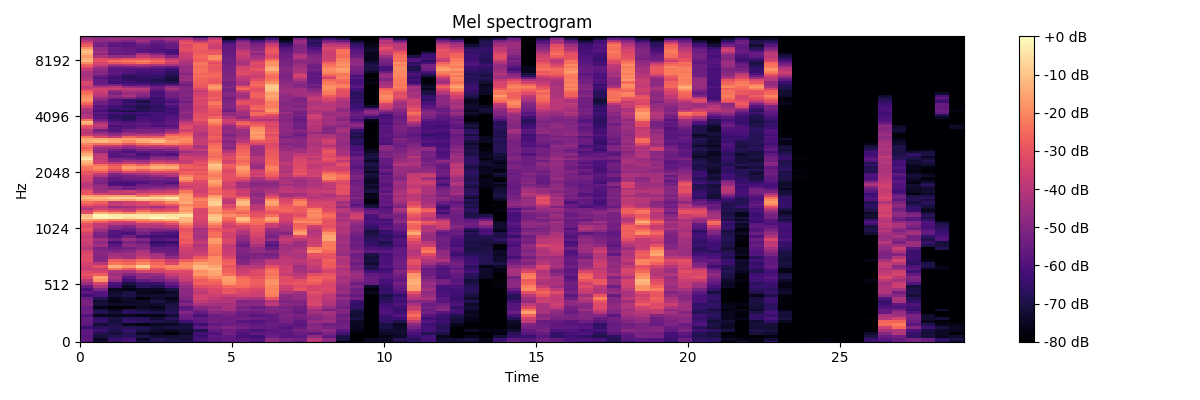 Mel spectrogram
Hz
8192
4096
2048
1024
512
0
0 5 10 15 20 25
Time
+0 dB
-10 dB
-20 dB
-30 dB
-40 dB
-50 dB
-60 dB
-70 dB
-80 dB